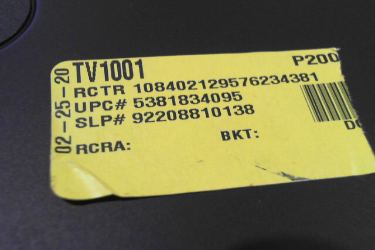 02-25-20
TV1001
P200
RCTR 108402129576234381
UPC# 5381834095
SLP# 92208810138
RCRA:
BKT: